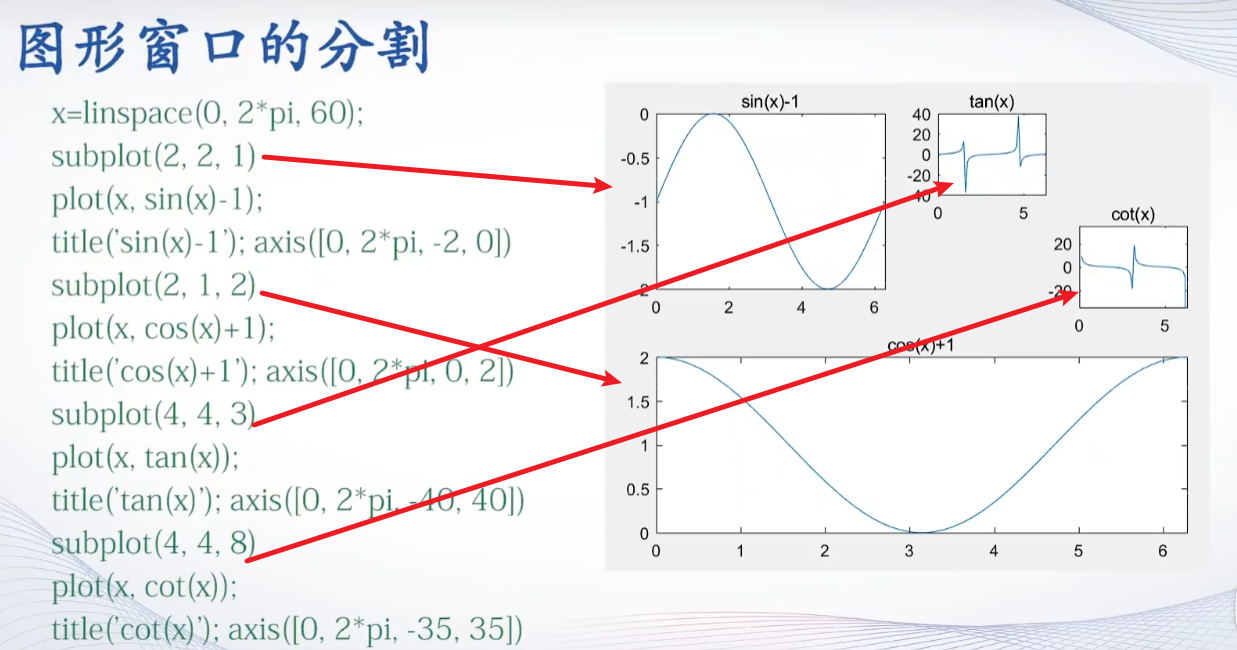 图形窗口的分割
x=linspace(0, 2*pi, 60);
subplot(2, 2, 1)
plot(x, sin(x)-1);
title('sin(x)-1'); axis([0, 2*pi, -2, 0])
subplot(2, 1, 2)
plot(x, cos(x)+1);
title('cos(x)+1'); axis([0, 2*pi, 0, 2])
subplot(4, 4, 3)
plot(x, tan(x));
title('tan(x)'); axis([0, 2*pi, -40, 40])
subplot(4, 4, 8)
plot(x, cot(x));
title('cot(x)'); axis([0, 2*pi, -35, 35])
sin(x)-1
0
-0.5
-1
-1.5
-2
0 2 4 6
tan(x)
40
20
0
-20
-40
0 5
cot(x)
20
0
-20
0 5
cos(x)+1
2
1.5
1
0.5
0
0 1 2 3 4 5 6